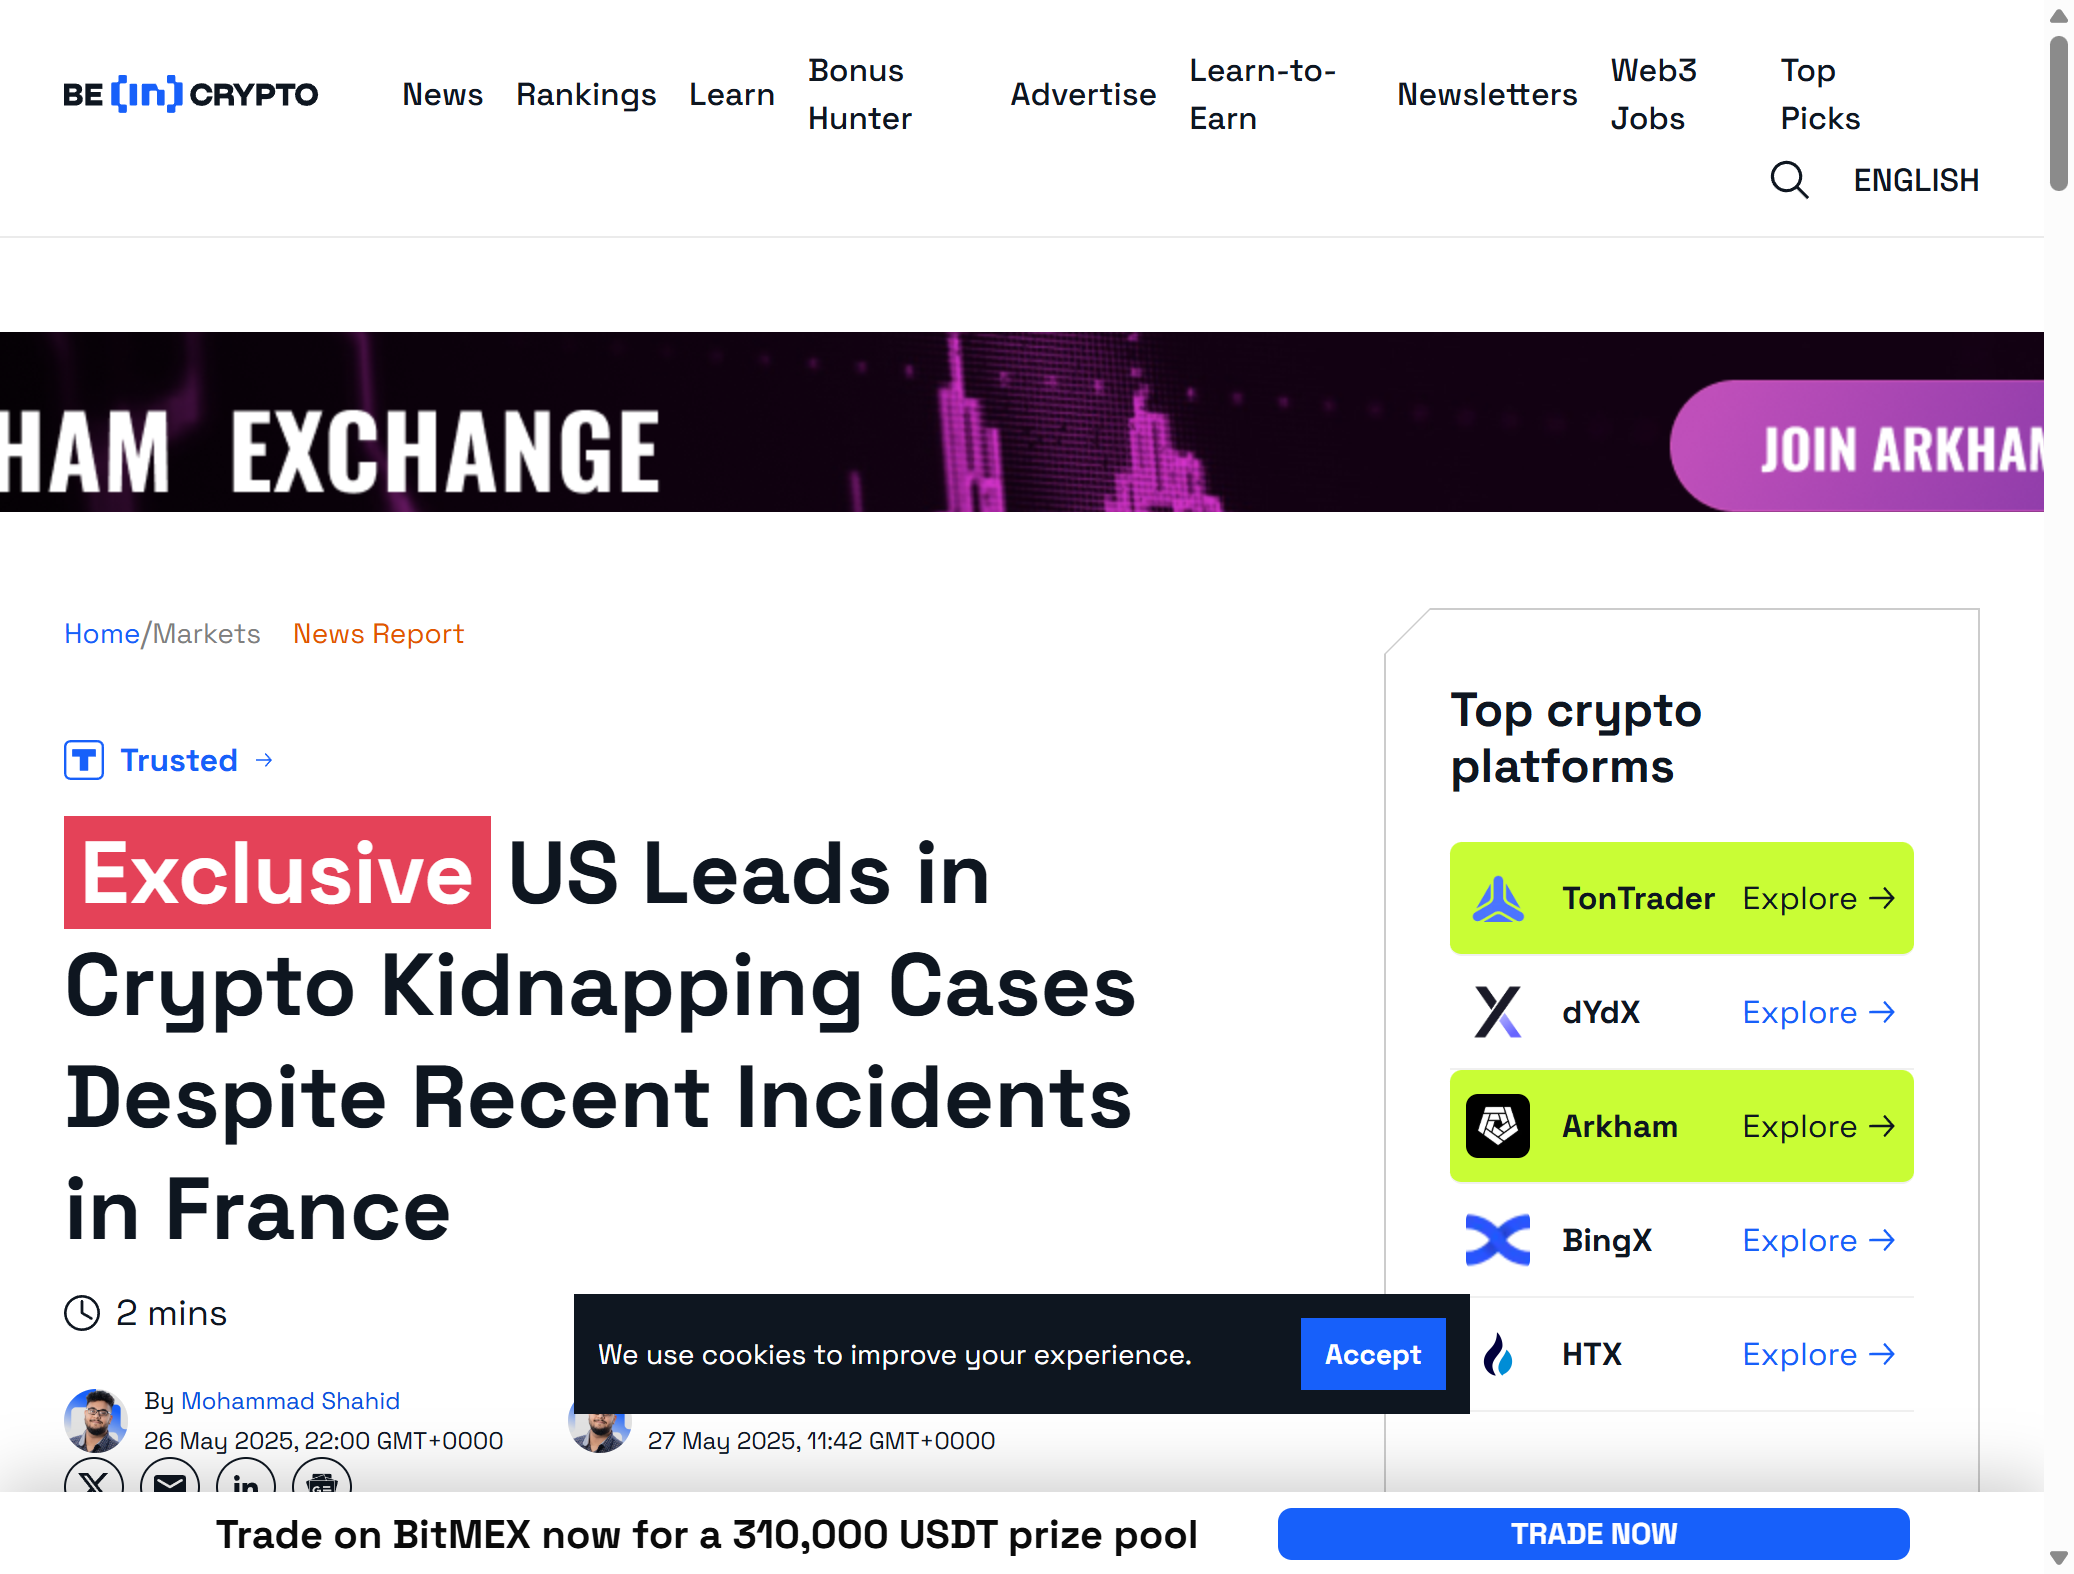 BE [in] CRYPTO
News
Rankings
Learn
Bonus Hunter
Advertise
Learn-to-Earn
Newsletters
Web3 Jobs
Top Picks
ENGLISH
HAM EXCHANGE
JOIN ARKHAM
Home/Markets News Report
T Trusted →
Exclusive US Leads in
Crypto Kidnapping Cases
Despite Recent Incidents
in France
2 mins
By Mohammad Shahid
26 May 2025, 22:00 GMT+0000
27 May 2025, 11:42 GMT+0000
Top crypto
platforms
TonTrader Explore →
dYdX Explore →
Arkham Explore →
BingX Explore →
HTX Explore →
We use cookies to improve your experience.
Accept
Trade on BitMEX now for a 310,000 USDT prize pool
TRADE NOW